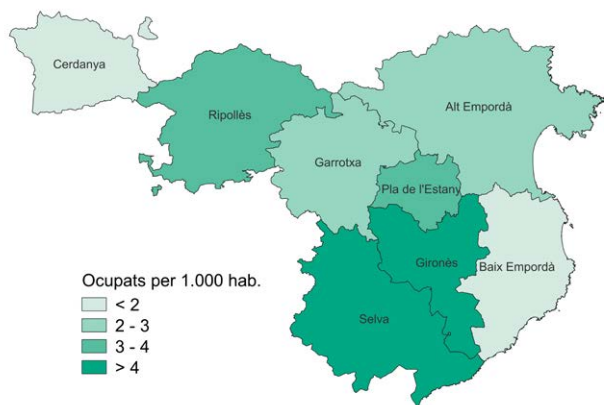 Cerdanya
Ripollès
Alt Empordà
Garrotxa
Pla de l'Estany
Gironès
Baix Empordà
Selva
Ocupats per 1.000 hab.
< 2
2 - 3
3 - 4
> 4